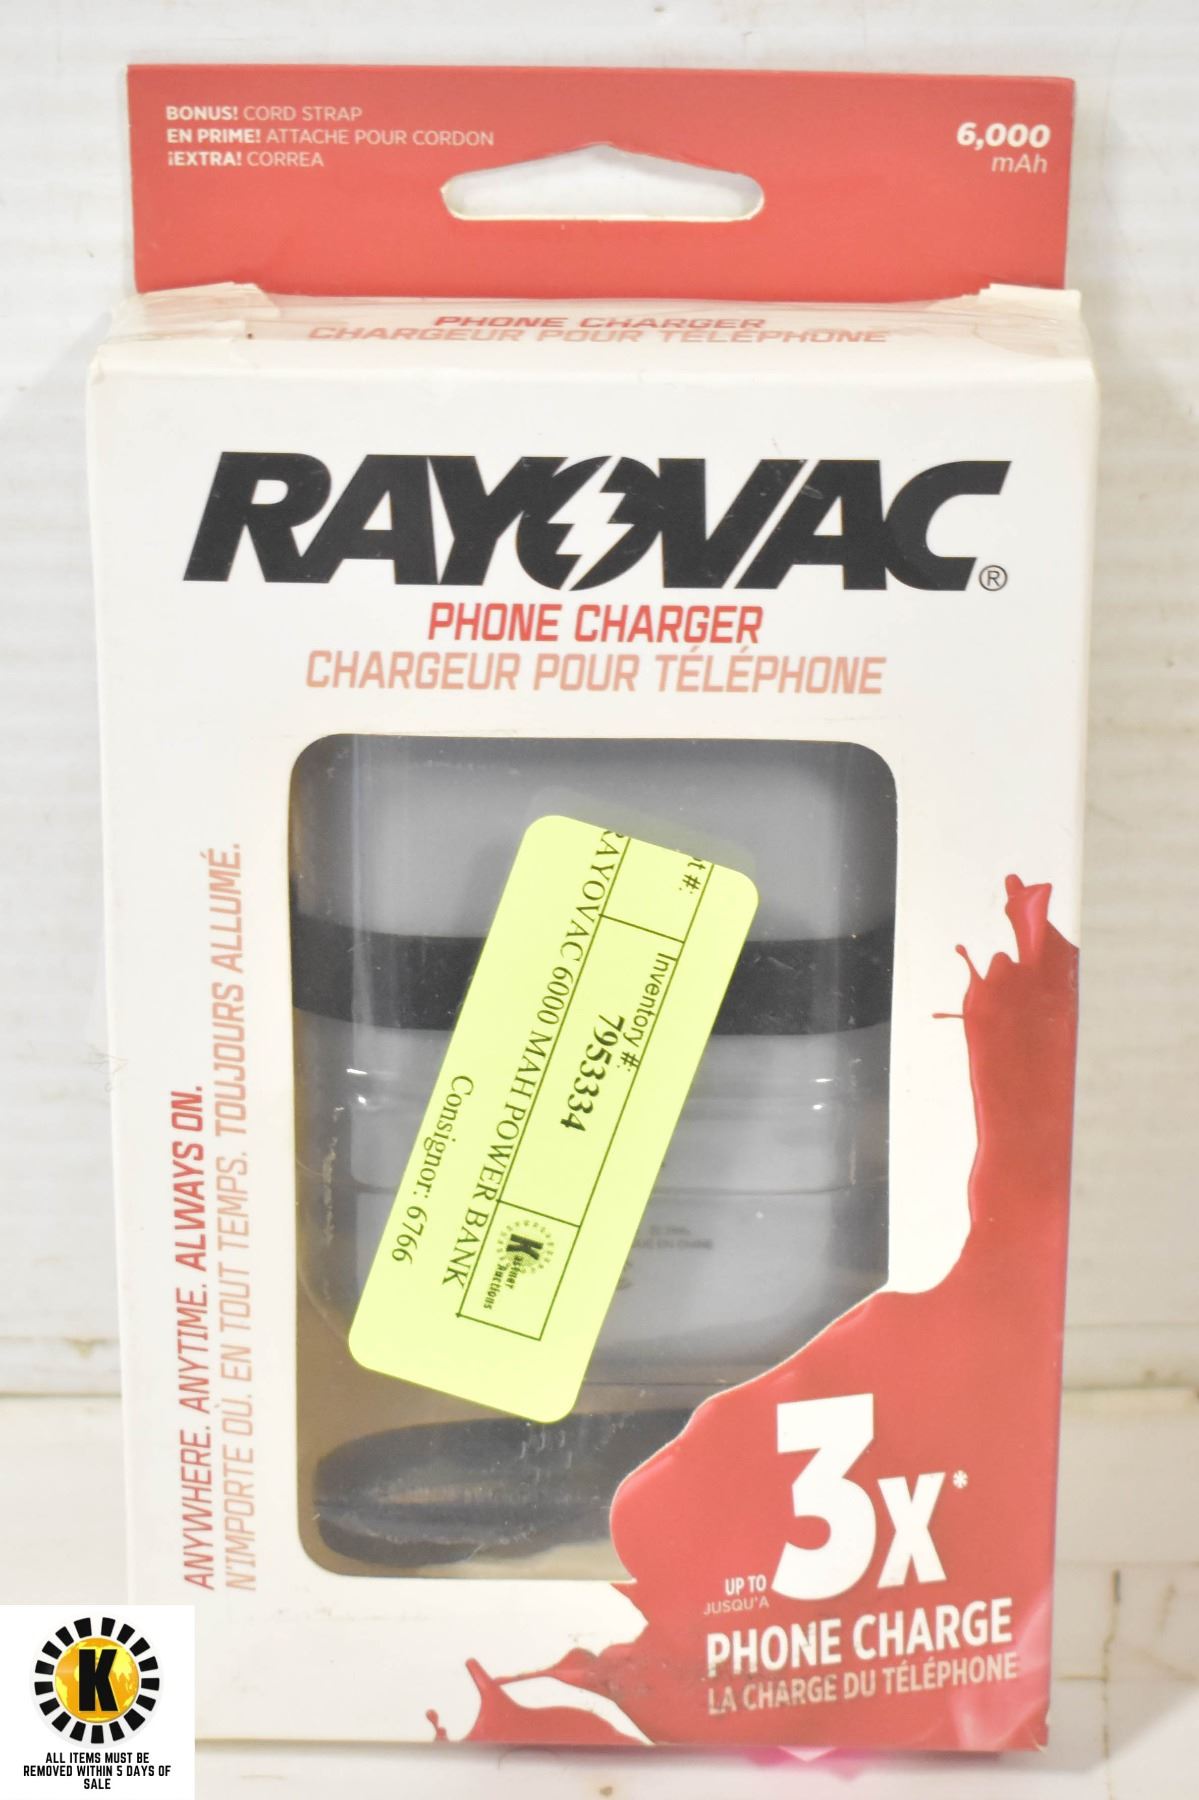 BONUS! CORD STRAP
EN PRIME! ATTACHE POUR CORDON
¡EXTRA! CORREA
6,000
mAh
PHONE CHARGER
CHARGEUR POUR TÉLÉPHONE
RAYOVAC®
PHONE CHARGER
CHARGEUR POUR TÉLÉPHONE
ANYWHERE. ANYTIME. ALWAYS ON.
N'IMPORTE OÙ. EN TOUT TEMPS. TOUJOURS ALLUMÉ.
ot #:
Inventory #:
7953334
RAYOVAC 6000 MAH POWER BANK
Consignor: 6766
Kastner
Auctions
UP TO
JUSQU'A
3x*
PHONE CHARGE
LA CHARGE DU TÉLÉPHONE
K
ALL ITEMS MUST BE
REMOVED WITHIN 5 DAYS OF
SALE